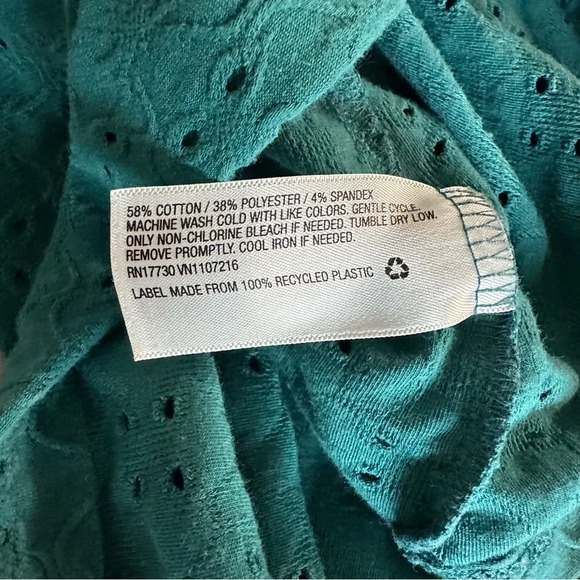 58% COTTON / 38% POLYESTER / 4% SPANDEX
MACHINE WASH COLD WITH LIKE COLORS. GENTLE CYCLE.
ONLY NON-CHLORINE BLEACH IF NEEDED. TUMBLE DRY LOW.
REMOVE PROMPTLY. COOL IRON IF NEEDED.
RN17730 VN1107216
LABEL MADE FROM 100% RECYCLED PLASTIC